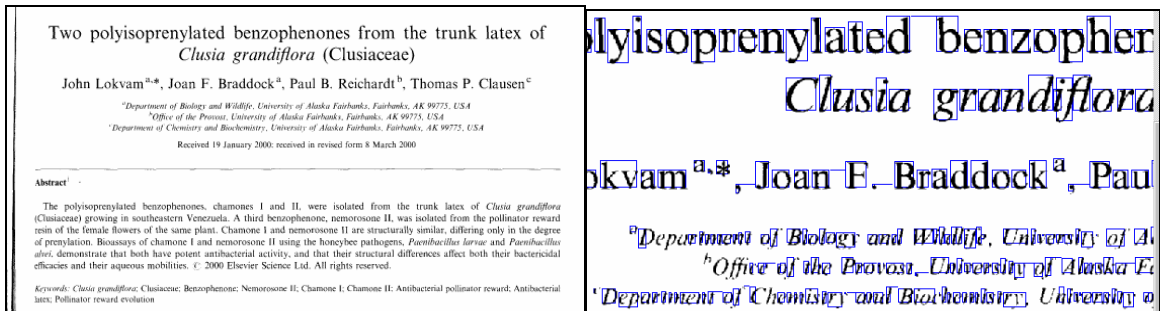 Two polyisoprenylated benzophenones from the trunk latex of
Clusia grandiflora (Clusiaceae)
John Lokvam a,*, Joan F. Braddock a, Paul B. Reichardt b, Thomas P. Clausen c
a Department of Biology and Wildlife, University of Alaska Fairbanks, Fairbanks, AK 99775, USA
b Office of the Provost, University of Alaska Fairbanks, Fairbanks, AK 99775, USA
c Department of Chemistry and Biochemistry, University of Alaska Fairbanks, Fairbanks, AK 99775, USA
Received 19 January 2000; received in revised form 8 March 2000
Abstract
The polyisoprenylated benzophenones, chamones I and II, were isolated from the trunk latex of Clusia grandiflora
(Clusiaceae) growing in southeastern Venezuela. A third benzophenone, nemorosone II, was isolated from the pollinator reward
resin of the female flowers of the same plant. Chamone I and nemorosone II are structurally similar, differing only in the degree
of prenylation. Bioassays of chamone I and nemorosone II using the honeybee pathogens, Paenibacillus larvae and Paenibacillus
alvei, demonstrate that both have potent antibacterial activity, and that their structural differences affect both their bactericidal
efficacies and their aqueous mobilities. © 2000 Elsevier Science Ltd. All rights reserved.
Keywords: Clusia grandiflora; Clusiaceae; Benzophenone; Nemorosone II; Chamone I; Chamone II; Antibacterial pollinator reward; Antibacterial
latex; Pollinator reward evolution
lyisoprenylated benzophen
Clusia grandiflora
okvam a,*, Joan F. Braddock a, Pau
a Department of Biology and Wildlife, University of Al
b Office of the Provost, University of Alaska Fa
c Department of Chemistry and Biochemistry, University o